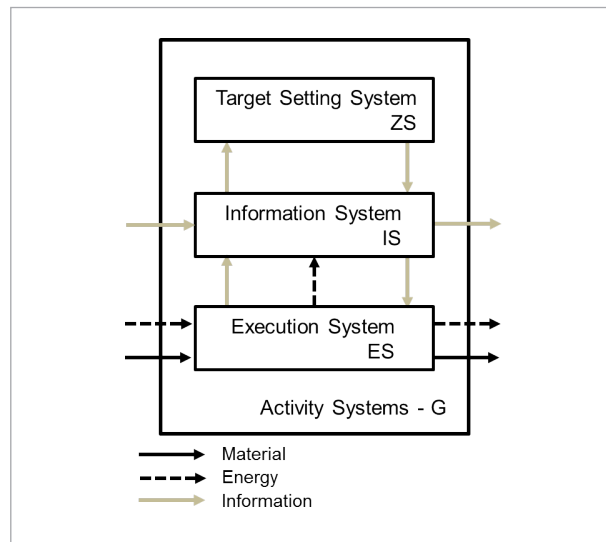 Target Setting System
ZS
Information System
IS
Execution System
ES
Activity Systems - G
Material
Energy
Information